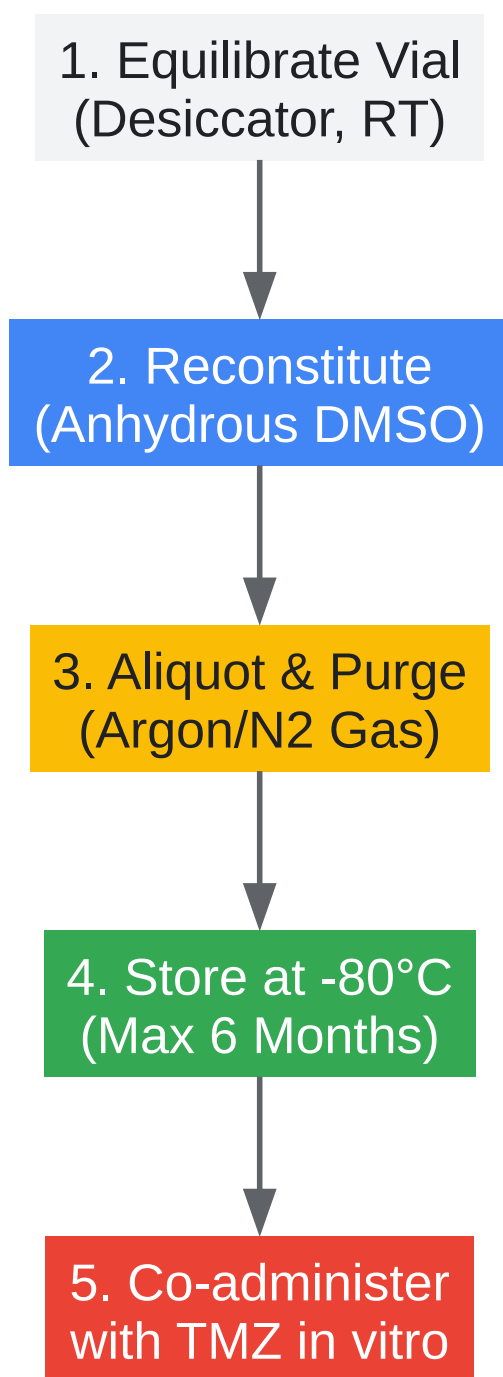 1. Equilibrate Vial
(Desiccator, RT)
2. Reconstitute
(Anhydrous DMSO)
3. Aliquot & Purge
(Argon/N2 Gas)
4. Store at -80°C
(Max 6 Months)
5. Co-administer
with TMZ in vitro